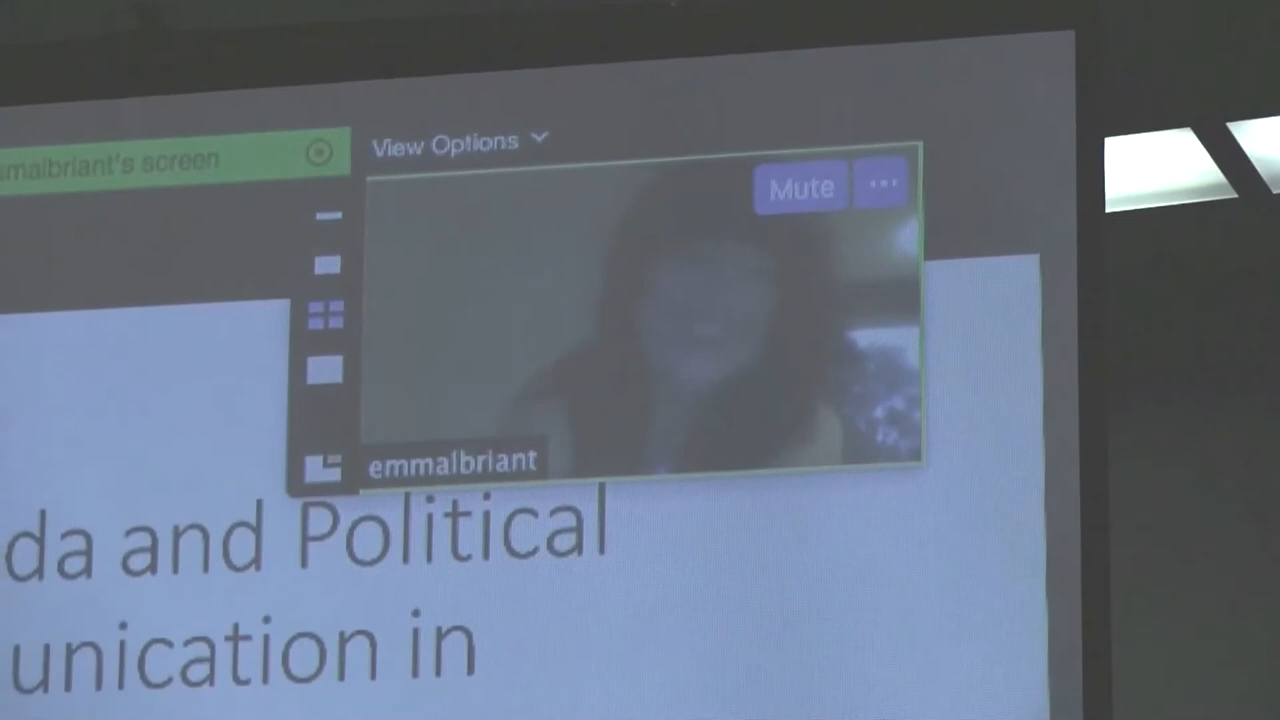 malbriant's screen
View Options
Mute
emmalbriant
da and Political
unication in